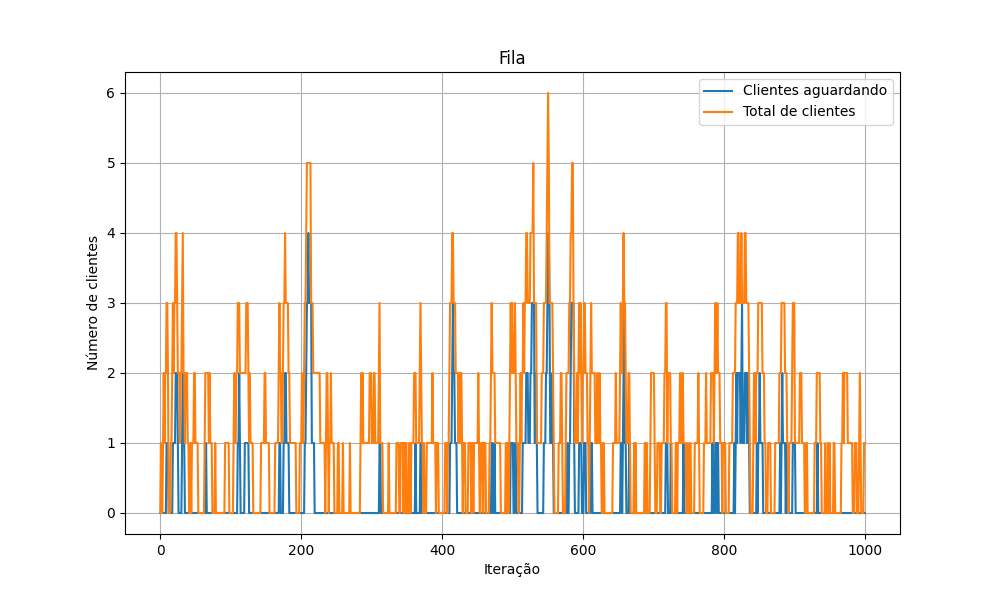 Fila
Clientes aguardando
Total de clientes
Número de clientes
6
5
4
3
2
1
0
0 200 400 600 800 1000
Iteração